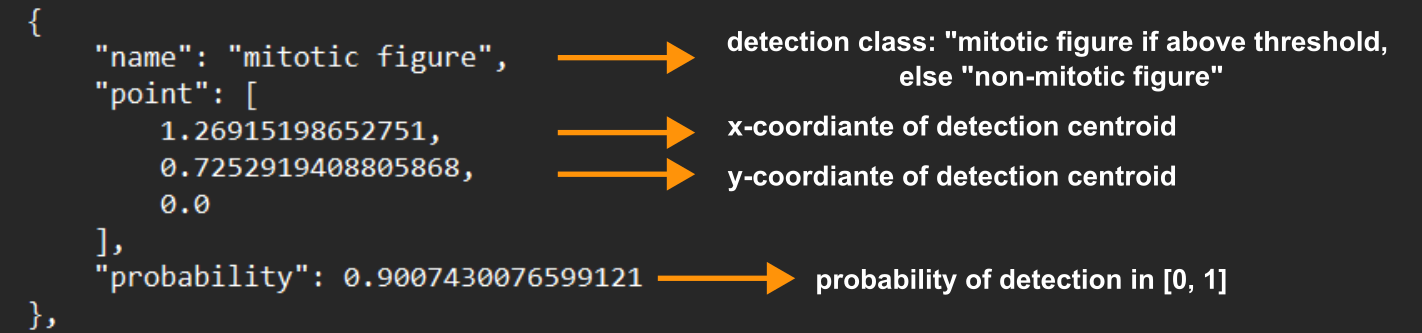 {
"name": "mitotic figure",
detection class: "mitotic figure if above threshold,
else "non-mitotic figure"
"point": [
1.26915198652751,
x-coordiante of detection centroid
0.7252919408805868,
y-coordiante of detection centroid
0.0
],
"probability": 0.9007430076599121
probability of detection in [0, 1]
},